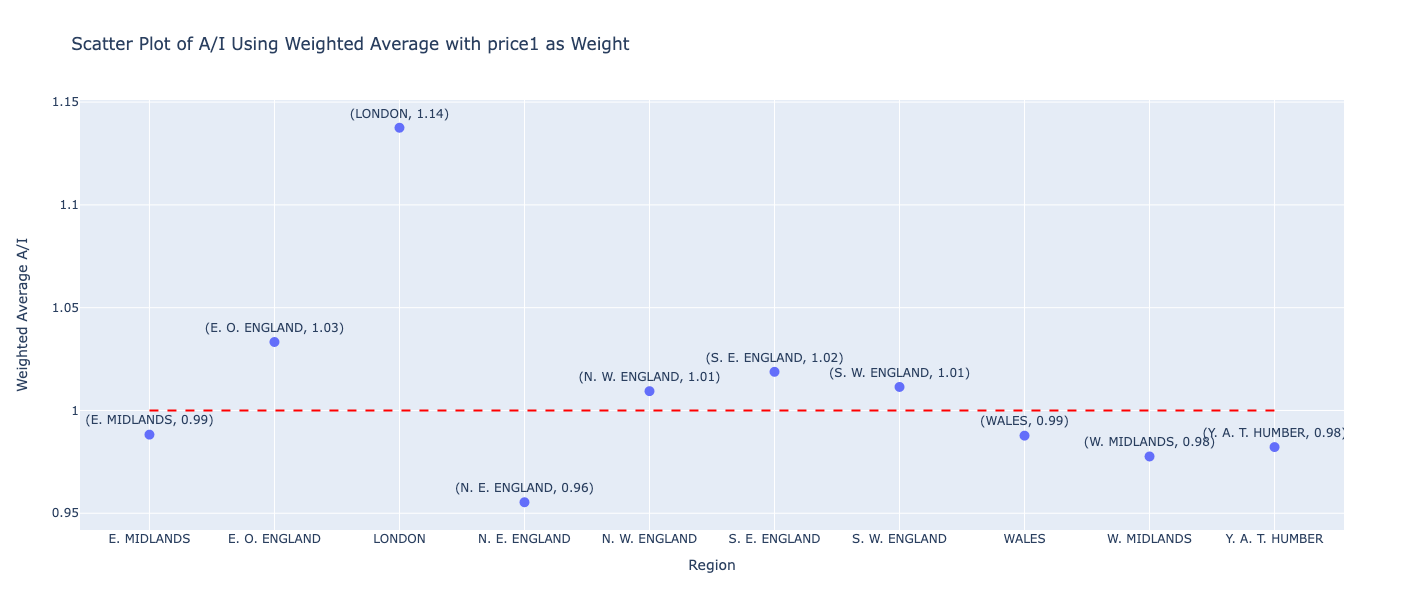 Scatter Plot of A/I Using Weighted Average with price1 as Weight
1.15
(LONDON, 1.14)
1.1
1.05
(E. O. ENGLAND, 1.03)
(S. E. ENGLAND, 1.02)
(N. W. ENGLAND, 1.01)
(S. W. ENGLAND, 1.01)
1
(E. MIDLANDS, 0.99)
(WALES, 0.99)
(Y. A. T. HUMBER, 0.98)
(W. MIDLANDS, 0.98)
(N. E. ENGLAND, 0.96)
0.95
Weighted Average A/I
E. MIDLANDS
E. O. ENGLAND
LONDON
N. E. ENGLAND
N. W. ENGLAND
S. E. ENGLAND
S. W. ENGLAND
WALES
W. MIDLANDS
Y. A. T. HUMBER
Region